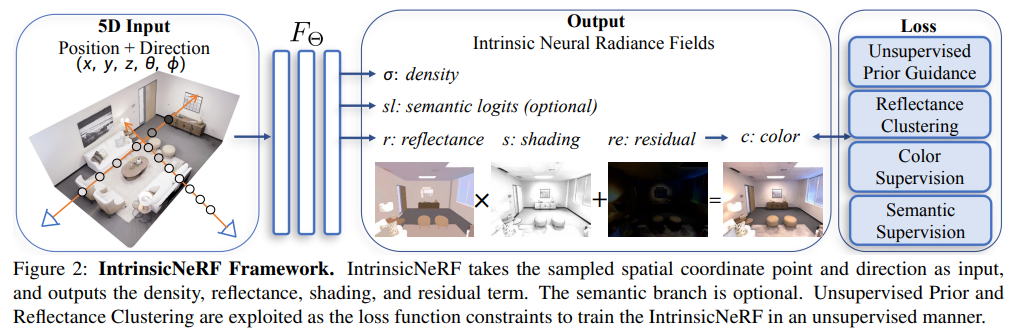 5D Input
Position + Direction
(x, y, z, θ, ϕ)
F_Θ
Output
Intrinsic Neural Radiance Fields
σ: density
sl: semantic logits (optional)
r: reflectance s: shading re: residual c: color
× + =
Loss
Unsupervised
Prior Guidance
Reflectance
Clustering
Color
Supervision
Semantic
Supervision
Figure 2: IntrinsicNeRF Framework. IntrinsicNeRF takes the sampled spatial coordinate point and direction as input,
and outputs the density, reflectance, shading, and residual term. The semantic branch is optional. Unsupervised Prior and
Reflectance Clustering are exploited as the loss function constraints to train the IntrinsicNeRF in an unsupervised manner.